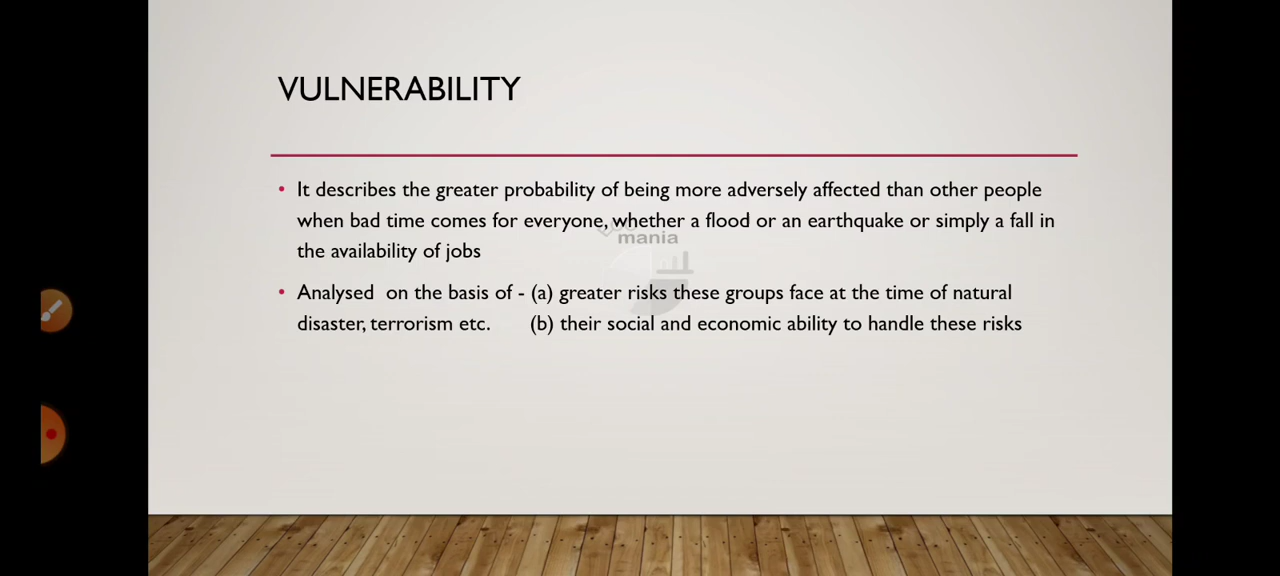 VULNERABILITY
• It describes the greater probability of being more adversely affected than other people
when bad time comes for everyone, whether a flood or an earthquake or simply a fall in
the availability of jobs
mania
• Analysed on the basis of - (a) greater risks these groups face at the time of natural
disaster, terrorism etc. (b) their social and economic ability to handle these risks